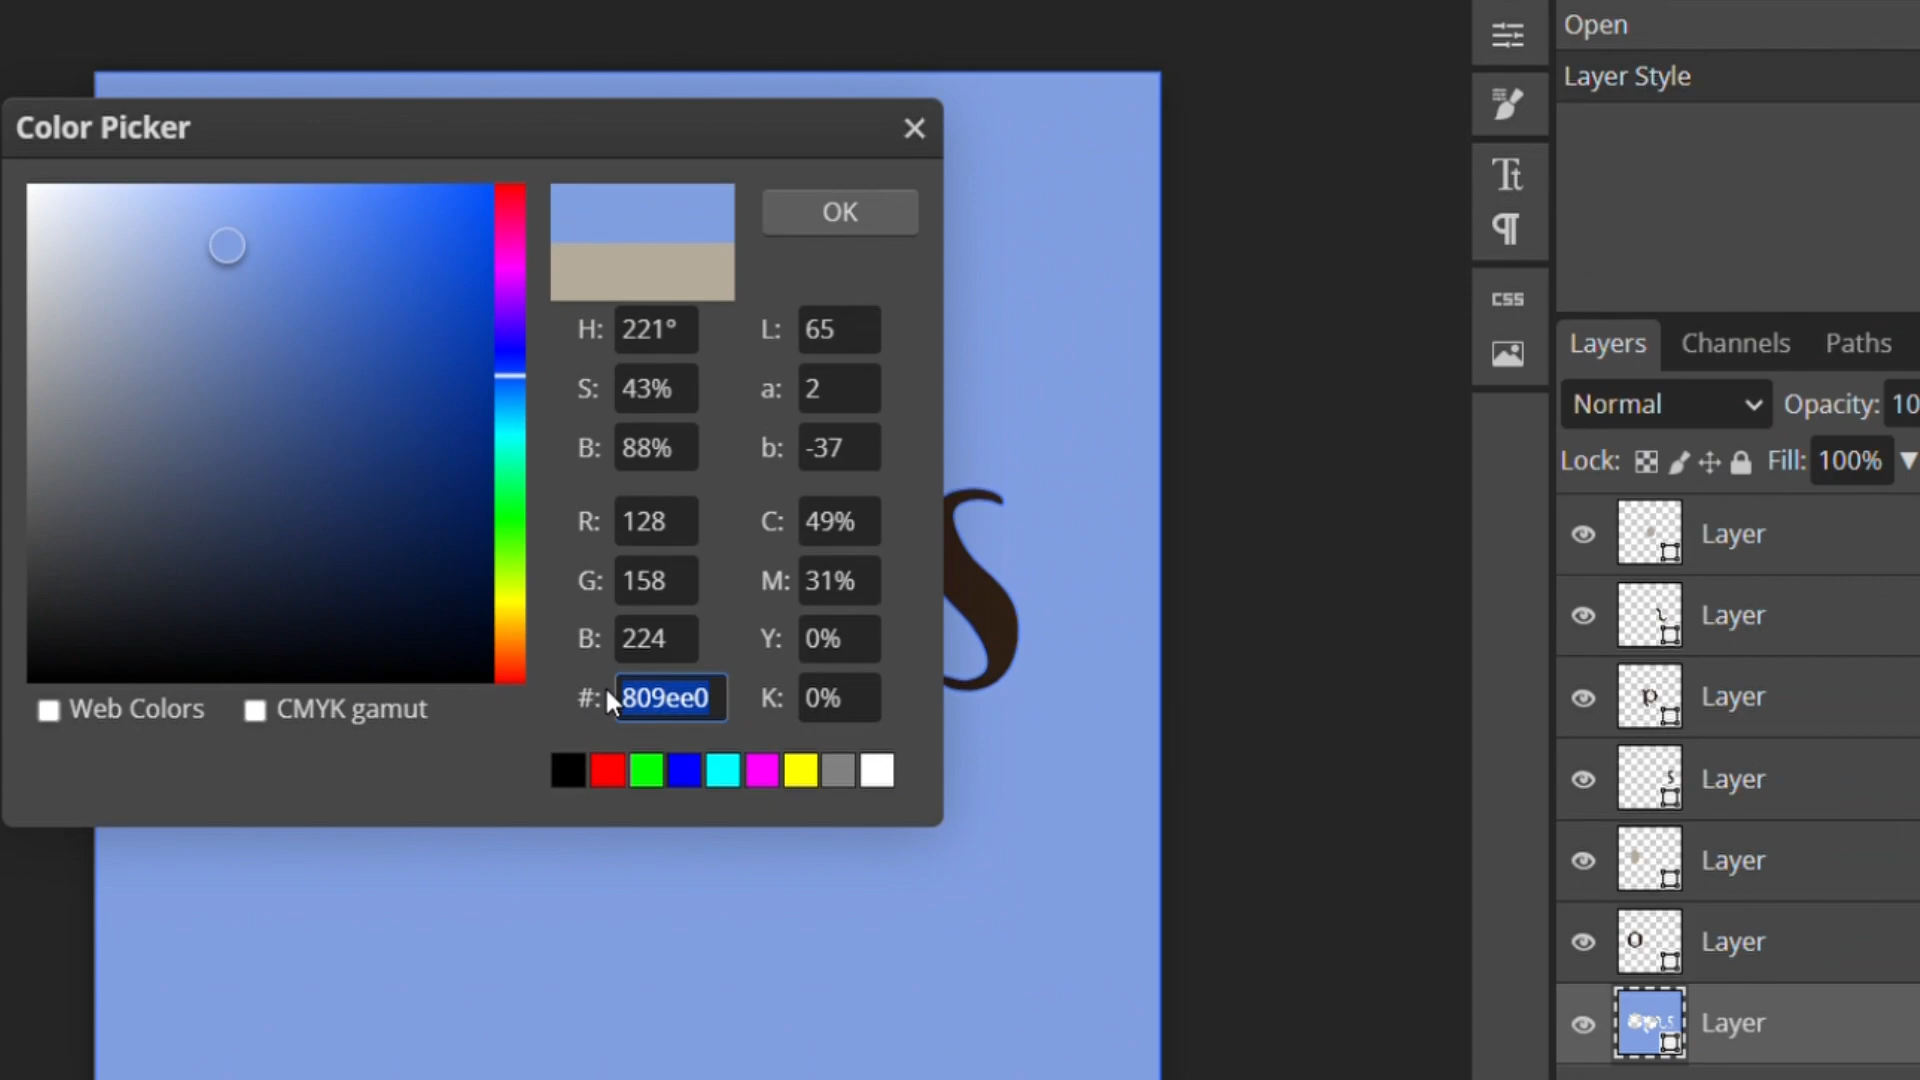 Open
Layer Style
Color Picker
OK
H: 221° L: 65
S: 43% a: 2
B: 88% b: -37
R: 128 C: 49%
G: 158 M: 31%
B: 224 Y: 0%
#: 809ee0 K: 0%
Web Colors CMYK gamut
s
CSS
Layers Channels Paths
Normal Opacity: 10
Lock: Fill: 100%
Layer
Layer
p Layer
s Layer
Layer
o Layer
Layer